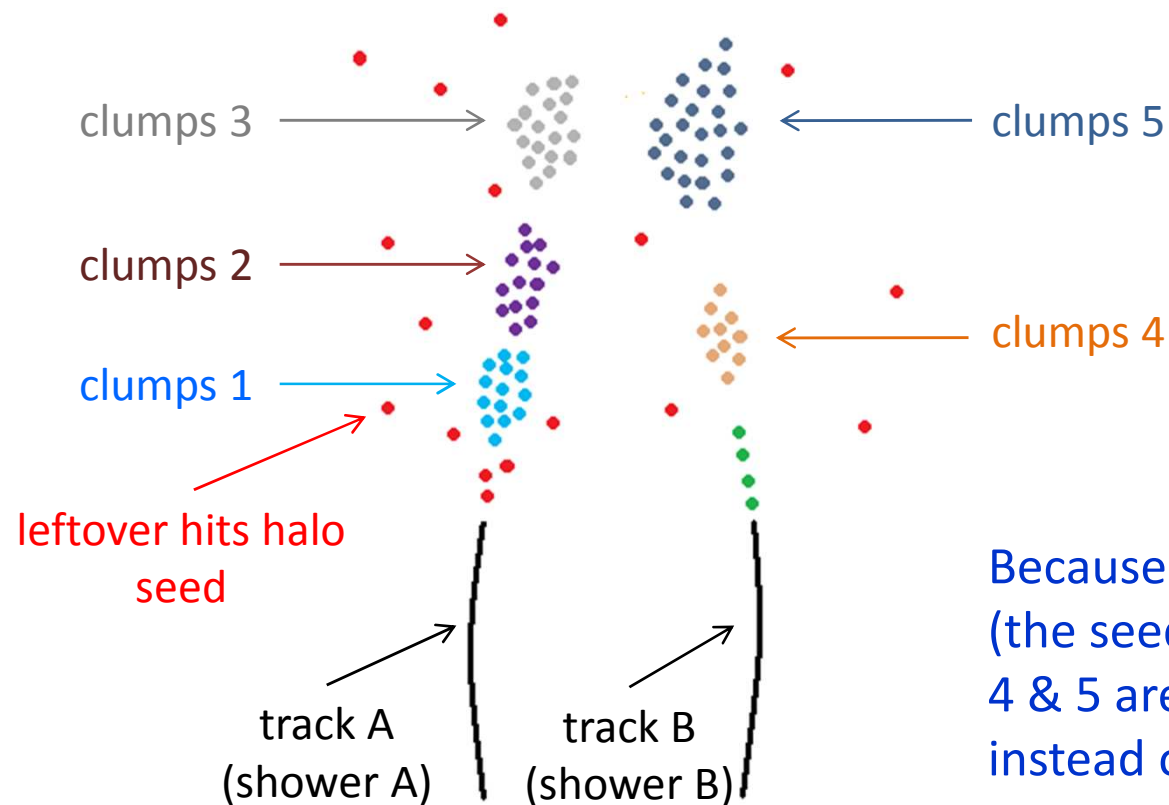 clumps 3
clumps 5
clumps 2
clumps 4
clumps 1
leftover hits halo
seed
Because
(the seed
4 & 5 are
instead
track A
(shower A)
track B
(shower B)